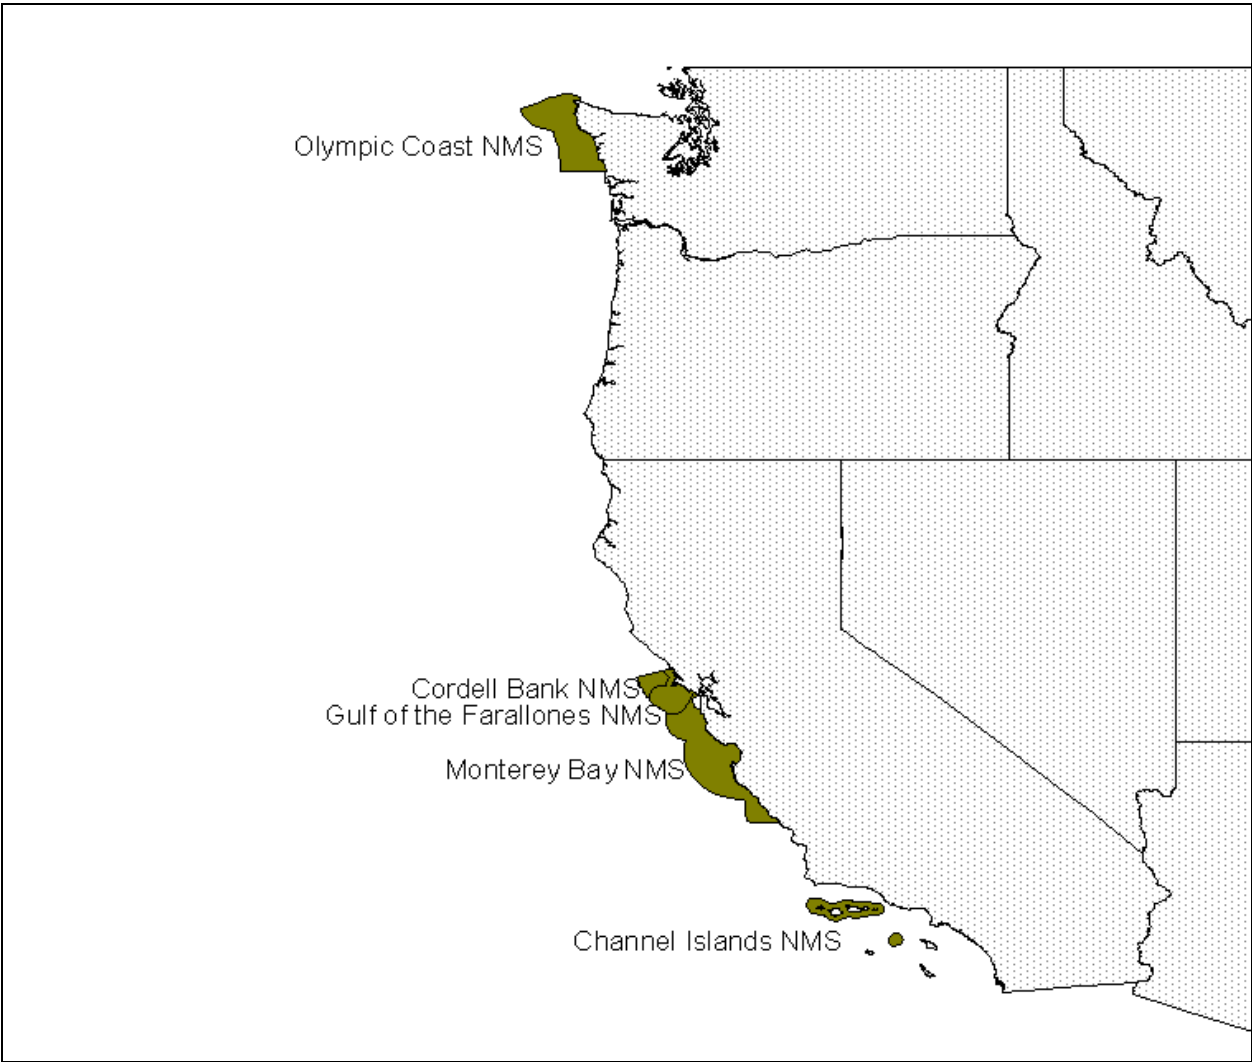 Olympic Coast NMS
Cordell Bank NMS
Gulf of the Farallones NMS
Monterey Bay NMS
Channel Islands NMS